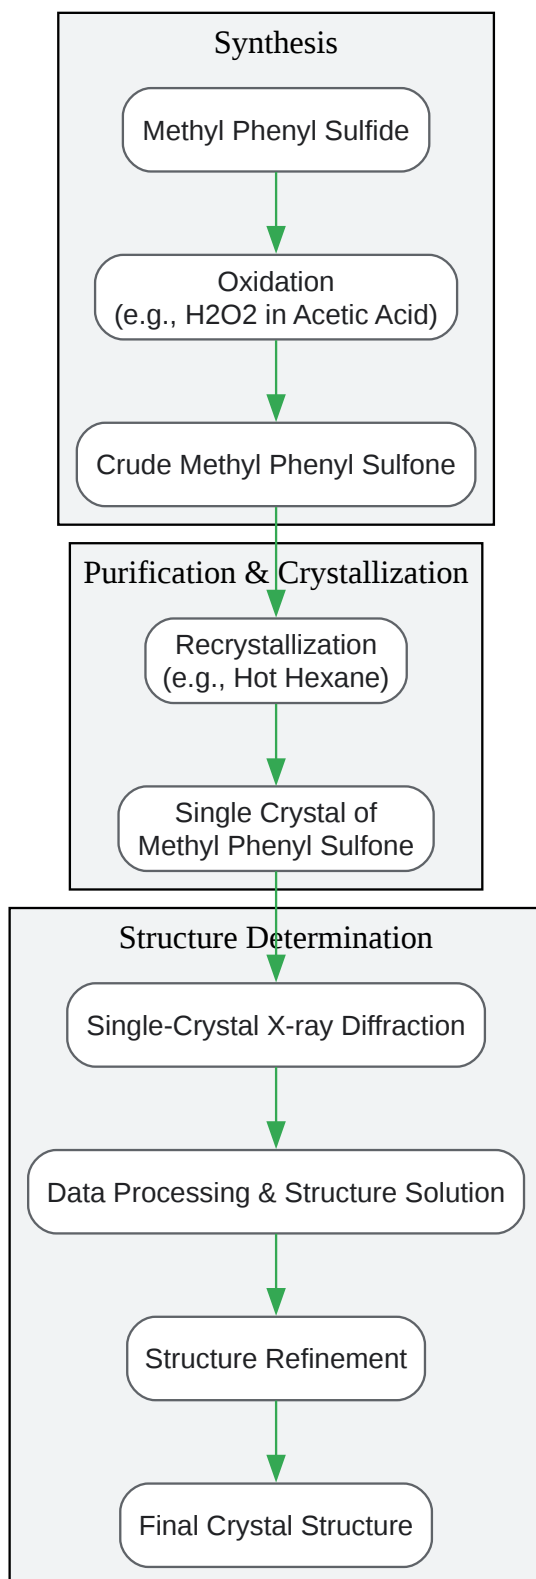 Synthesis
Methyl Phenyl Sulfide
Oxidation
(e.g., H2O2 in Acetic Acid)
Crude Methyl Phenyl Sulfone
Purification & Crystallization
Recrystallization
(e.g., Hot Hexane)
Single Crystal of
Methyl Phenyl Sulfone
Structure Determination
Single-Crystal X-ray Diffraction
Data Processing & Structure Solution
Structure Refinement
Final Crystal Structure